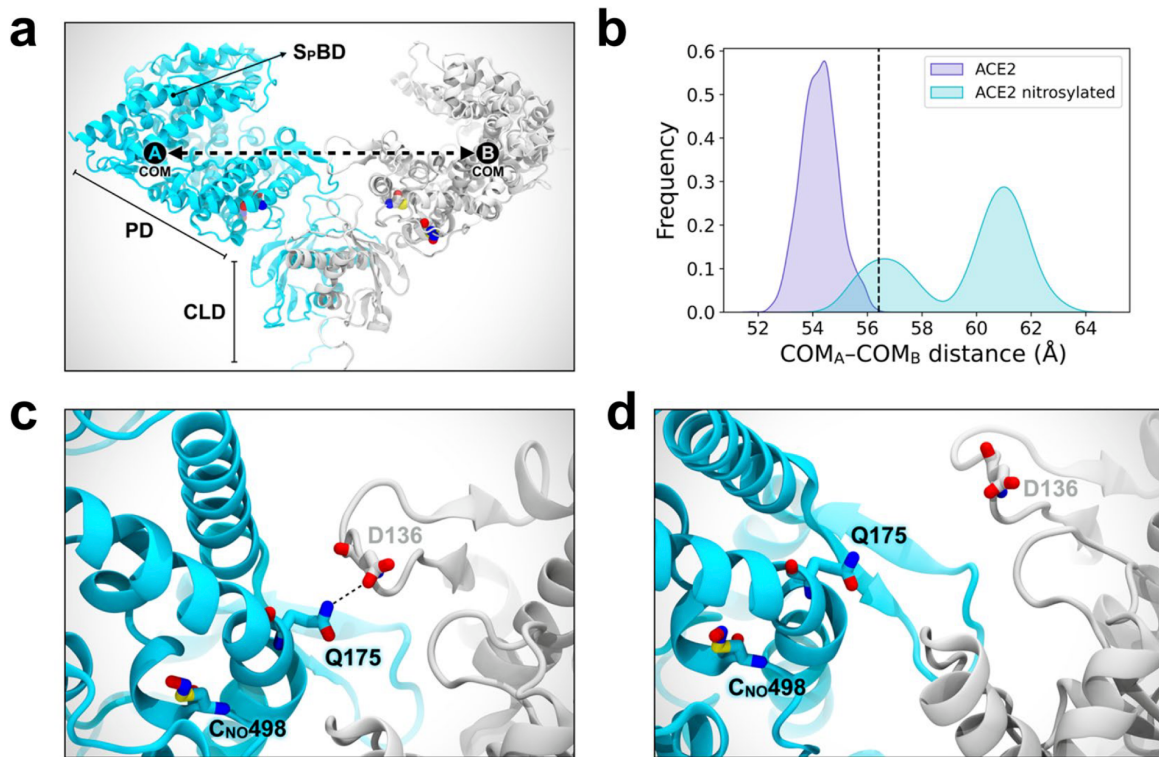 a
SPBD
A
COM
B
COM
PD
CLD
b
ACE2
ACE2 nitrosylated
Frequency
0.6
0.5
0.4
0.3
0.2
0.1
0.0
52 54 56 58 60 62 64
COMA–COMB distance (Å)
c
D136
Q175
CNO498
d
D136
Q175
CNO498